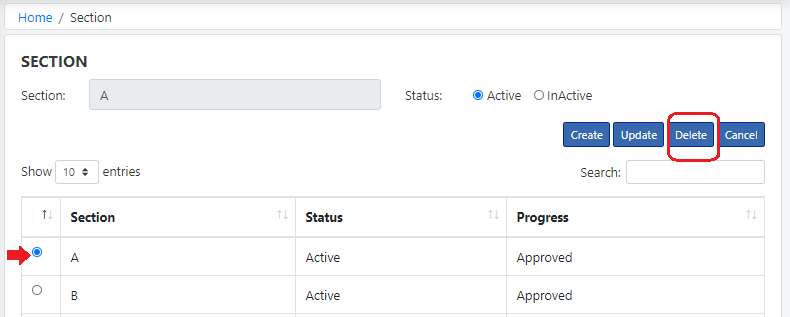 Home / Section
SECTION
Section: A Status: Active InActive
Create Update Delete Cancel
Show 10 entries Search:
Section Status Progress
A Active Approved
B Active Approved